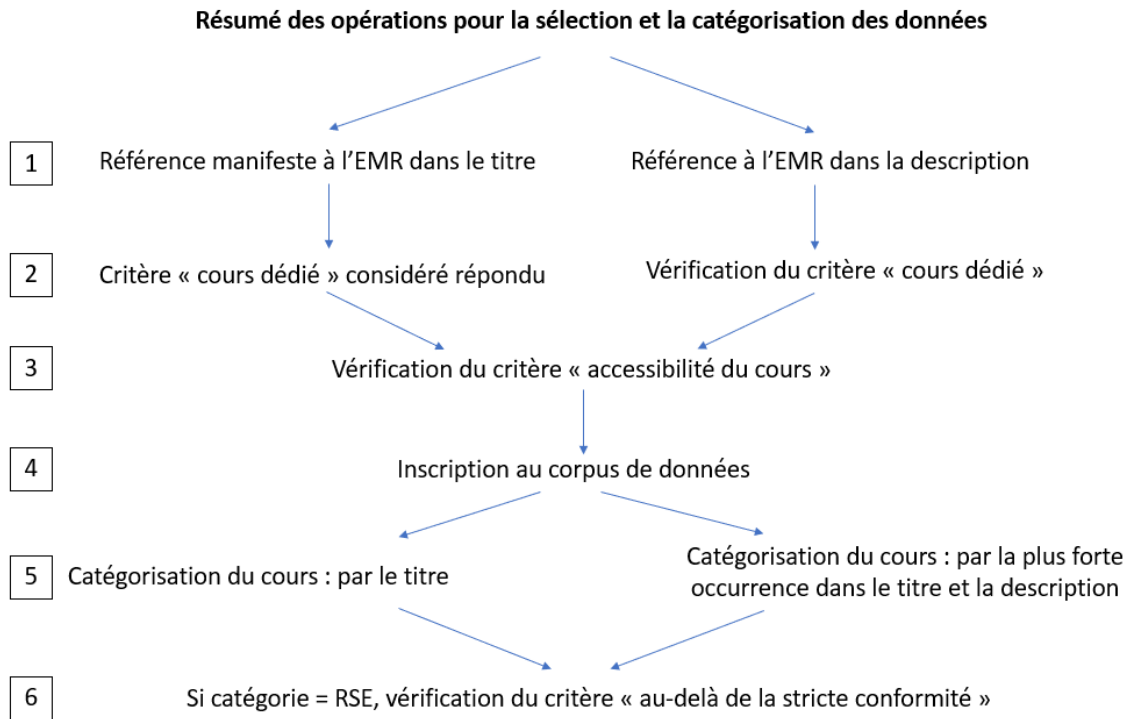 Résumé des opérations pour la sélection et la catégorisation des données
1
Référence manifeste à l’EMR dans le titre
Référence à l’EMR dans la description
2
Critère « cours dédié » considéré répondu
Vérification du critère « cours dédié »
3
Vérification du critère « accessibilité du cours »
4
Inscription au corpus de données
5
Catégorisation du cours : par le titre
Catégorisation du cours : par la plus forte
occurrence dans le titre et la description
6
Si catégorie = RSE, vérification du critère « au-delà de la stricte conformité »